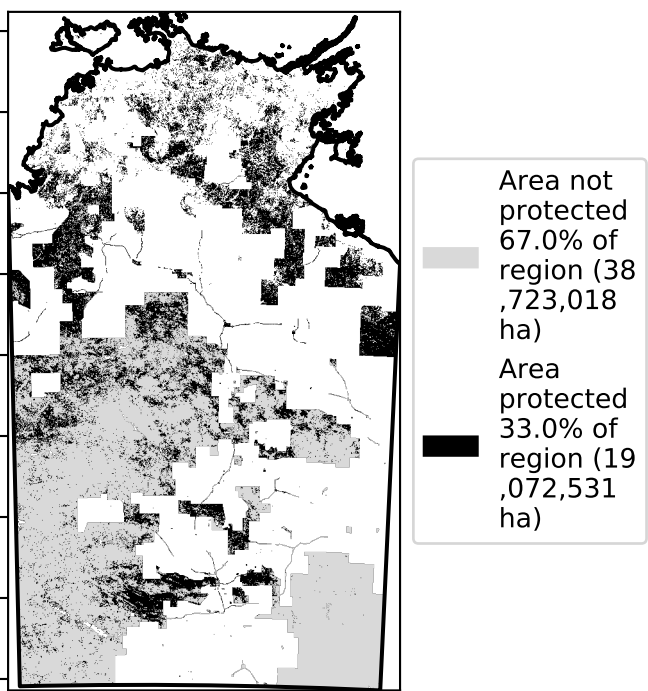 Area not
protected
67.0% of
region (38
,723,018
ha)
Area
protected
33.0% of
region (19
,072,531
ha)